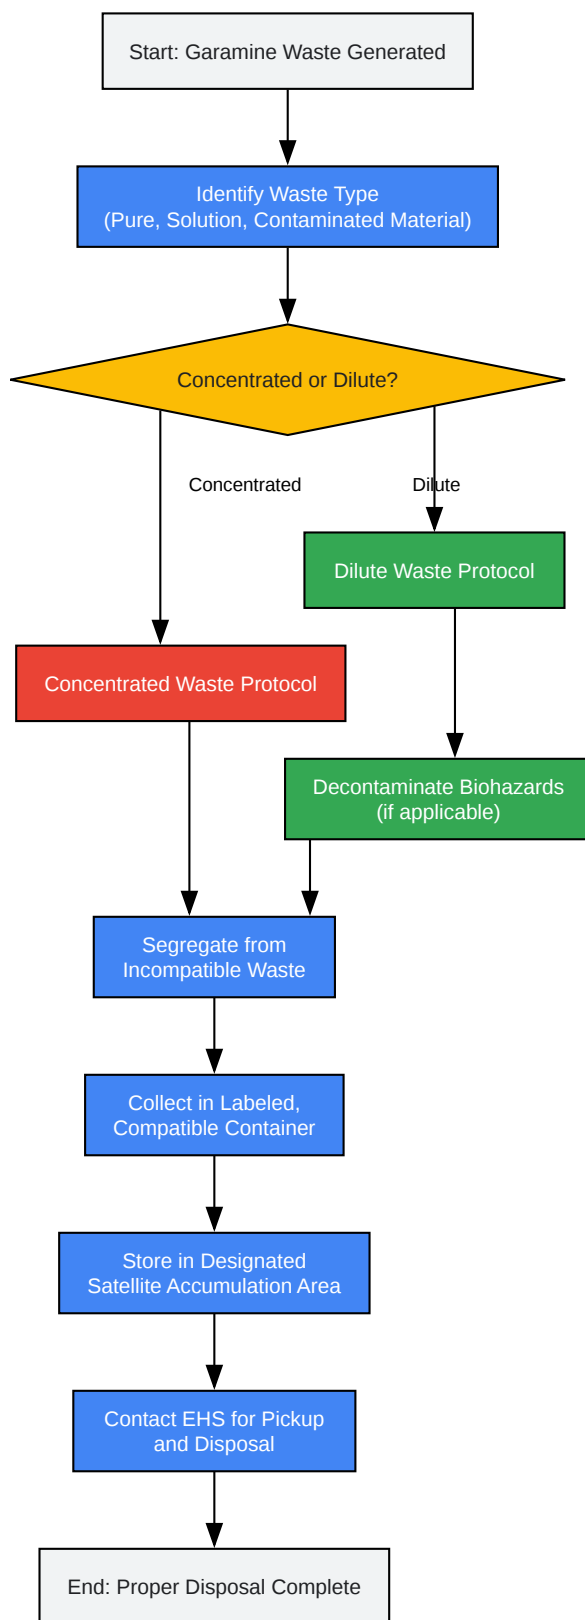 Start: Garamine Waste Generated
Identify Waste Type
(Pure, Solution, Contaminated Material)
Concentrated or Dilute?
Concentrated
Dilute
Dilute Waste Protocol
Concentrated Waste Protocol
Decontaminate Biohazards
(if applicable)
Segregate from
Incompatible Waste
Collect in Labeled,
Compatible Container
Store in Designated
Satellite Accumulation Area
Contact EHS for Pickup
and Disposal
End: Proper Disposal Complete